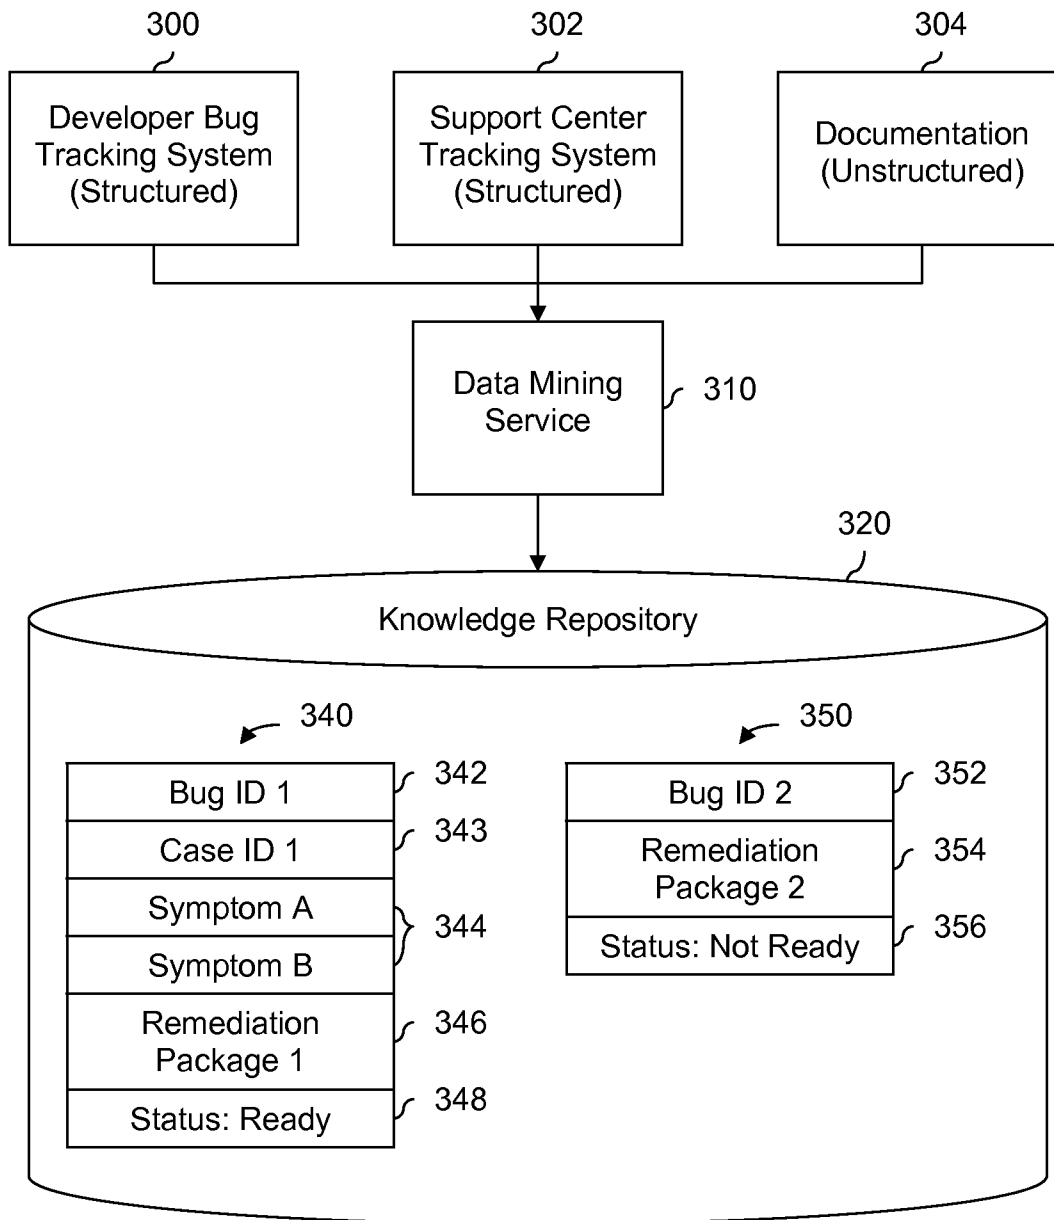 300
302
304
Developer Bug
Tracking System
(Structured)
Support Center
Tracking System
(Structured)
Documentation
(Unstructured)
Data Mining
Service
310
320
Knowledge Repository
340
350
Bug ID 1
342
Case ID 1
343
Symptom A
Symptom B
344
Remediation
Package 1
346
Status: Ready
348
Bug ID 2
352
Remediation
Package 2
354
Status: Not Ready
356